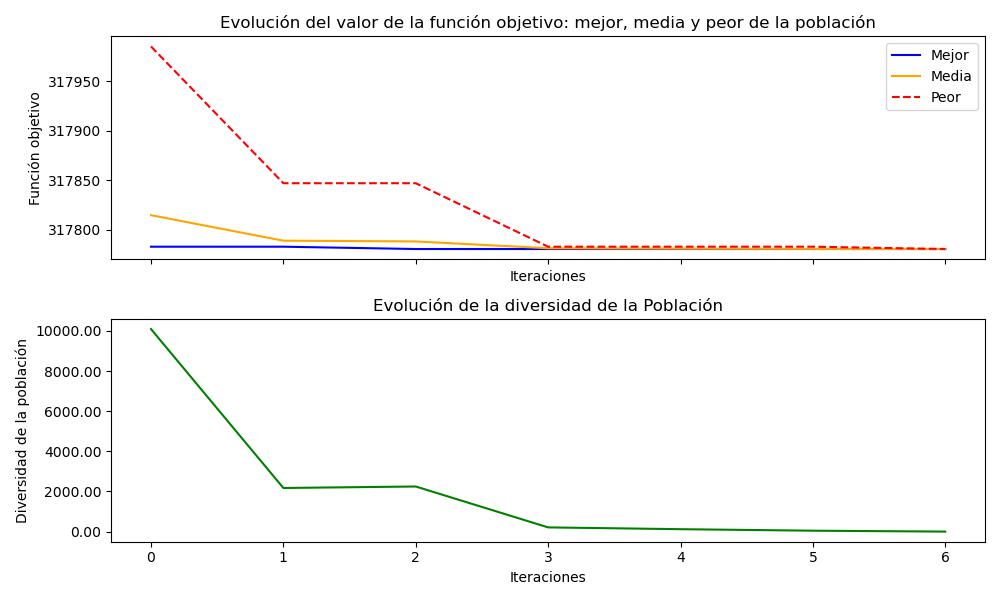 Evolución del valor de la función objetivo: mejor, media y peor de la población
Función objetivo
317950
317900
317850
317800
Mejor
Media
Peor
Iteraciones
Evolución de la diversidad de la Población
Diversidad de la población
10000.00
8000.00
6000.00
4000.00
2000.00
0.00
0 1 2 3 4 5 6
Iteraciones